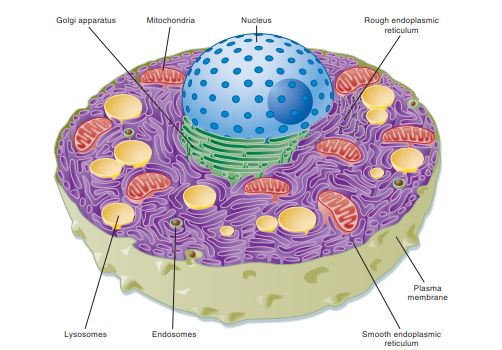 Golgi apparatus
Mitochondria
Nucleus
Rough endoplasmic
reticulum
Plasma
membrane
Lysosomes
Endosomes
Smooth endoplasmic
reticulum